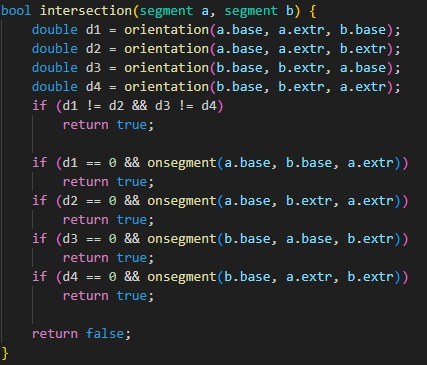 bool intersection(segment a, segment b) {
    double d1 = orientation(a.base, a.extr, b.base);
    double d2 = orientation(a.base, a.extr, b.extr);
    double d3 = orientation(b.base, b.extr, a.base);
    double d4 = orientation(b.base, b.extr, a.extr);
    if (d1 != d2 && d3 != d4)
        return true;

    if (d1 == 0 && onsegment(a.base, b.base, a.extr))
        return true;
    if (d2 == 0 && onsegment(a.base, b.extr, a.extr))
        return true;
    if (d3 == 0 && onsegment(b.base, a.base, b.extr))
        return true;
    if (d4 == 0 && onsegment(b.base, a.extr, b.extr))
        return true;

    return false;
}